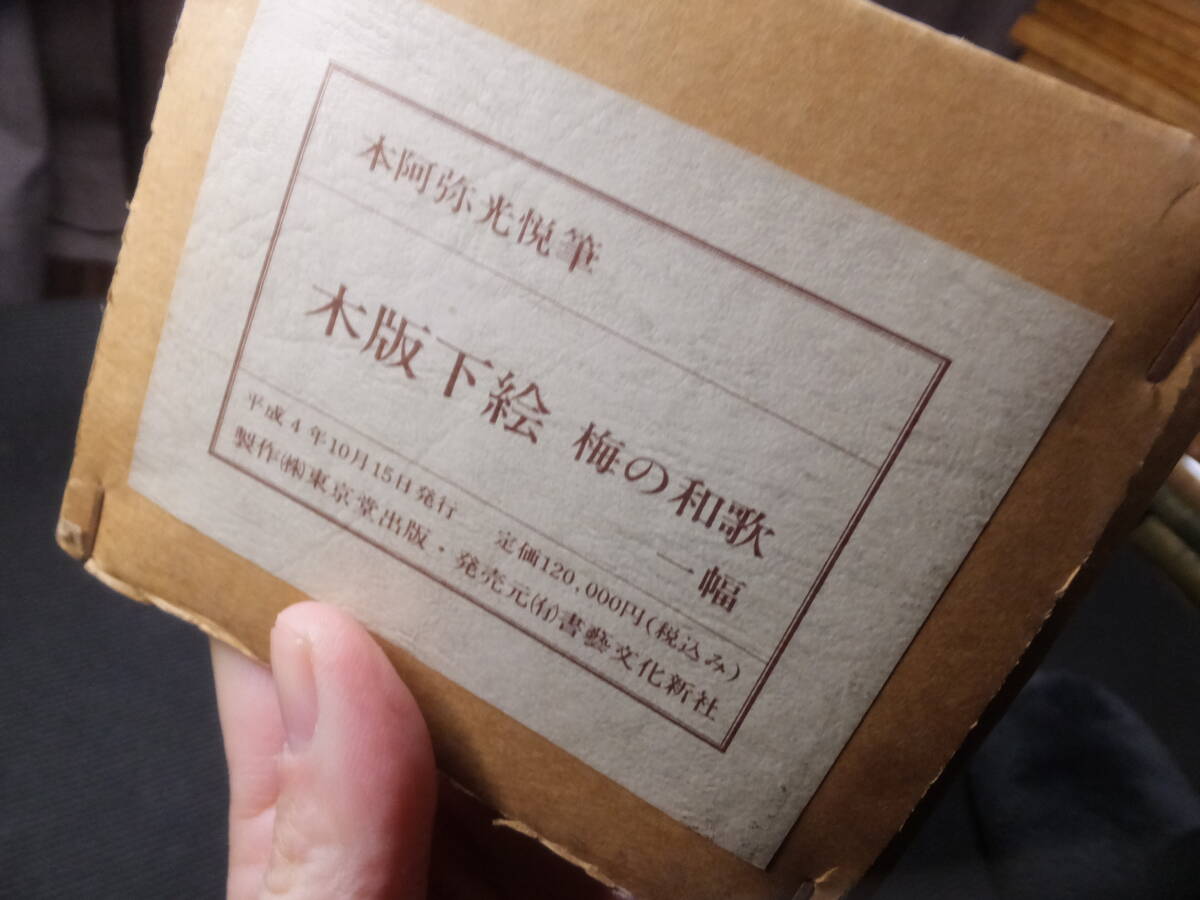 本阿弥光悦筆
木版下絵 梅の和歌
一幅
平成4年10月15日発行 定価120,000円(税込み)
製作㈱東京堂出版・発売元㈲書藝文化新社